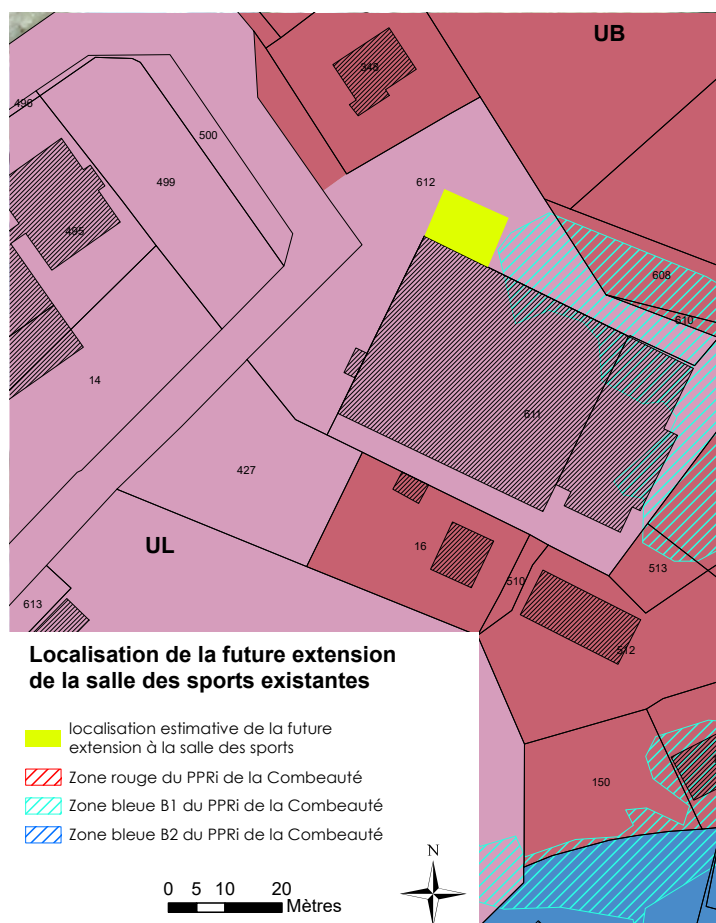 UB
348
496
500
499
612
495
608
610
14
611
427
16
UL
510
513
613
512
Localisation de la future extension
de la salle des sports existantes
localisation estimative de la future
extension à la salle des sports
Zone rouge du PPRi de la Combeauté
Zone bleue B1 du PPRi de la Combeauté
Zone bleue B2 du PPRi de la Combeauté
150
N
0 5 10 20
Mètres